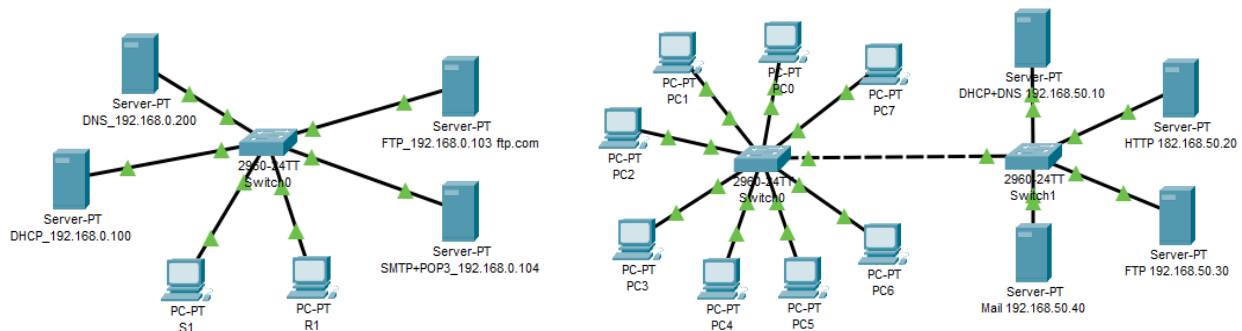 Server-PT
DNS_192.168.0.200
Server-PT
FTP_192.168.0.103 ftp.com
2960-24TT
Switch0
Server-PT
DHCP_192.168.0.100
Server-PT
SMTP+POP3_192.168.0.104
PC-PT
S1
PC-PT
R1
PC-PT
PC1
PC-PT
PC0
PC-PT
PC7
PC-PT
PC2
2960-24TT
Switch0
PC-PT
PC3
PC-PT
PC4
PC-PT
PC5
PC-PT
PC6
Server-PT
DHCP+DNS 192.168.50.10
Server-PT
HTTP 182.168.50.20
2960-24TT
Switch1
Server-PT
FTP 192.168.50.30
Server-PT
Mail 192.168.50.40